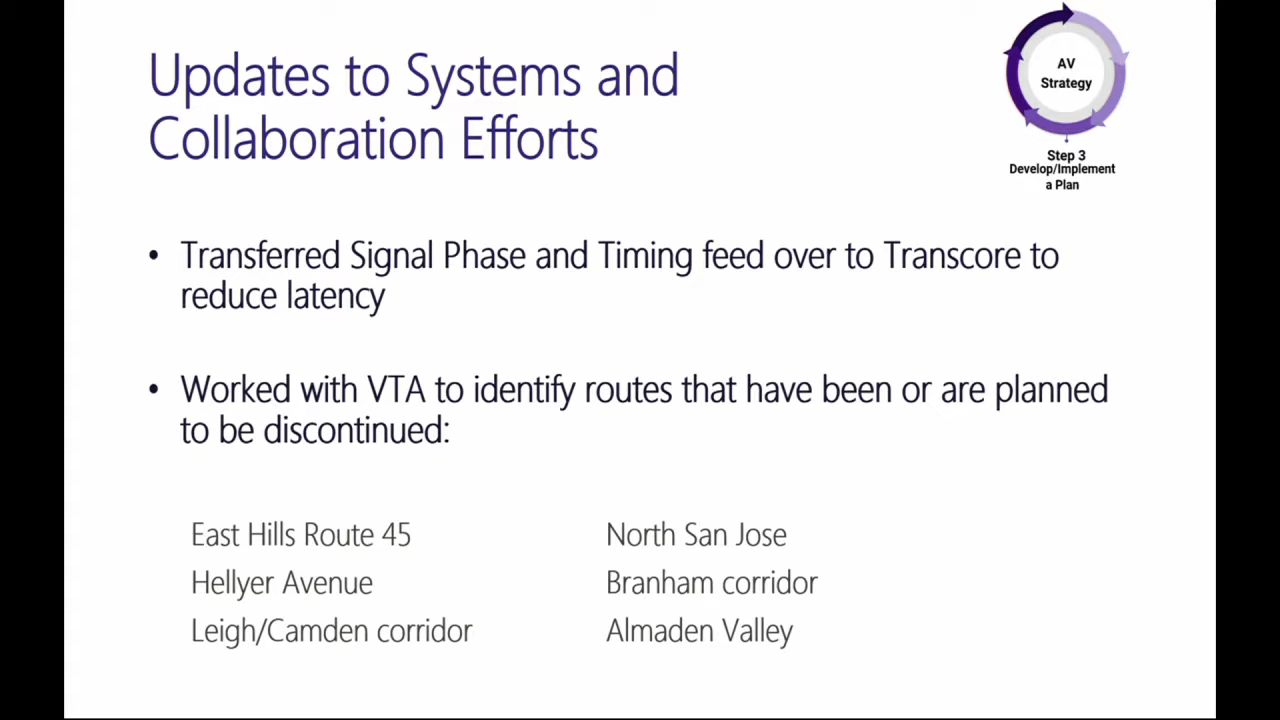 Updates to Systems and
Collaboration Efforts
AV
Strategy
Step 3
Develop/Implement
a Plan
• Transferred Signal Phase and Timing feed over to Transcore to
reduce latency
• Worked with VTA to identify routes that have been or are planned
to be discontinued:
East Hills Route 45
Hellyer Avenue
Leigh/Camden corridor
North San Jose
Branham corridor
Almaden Valley